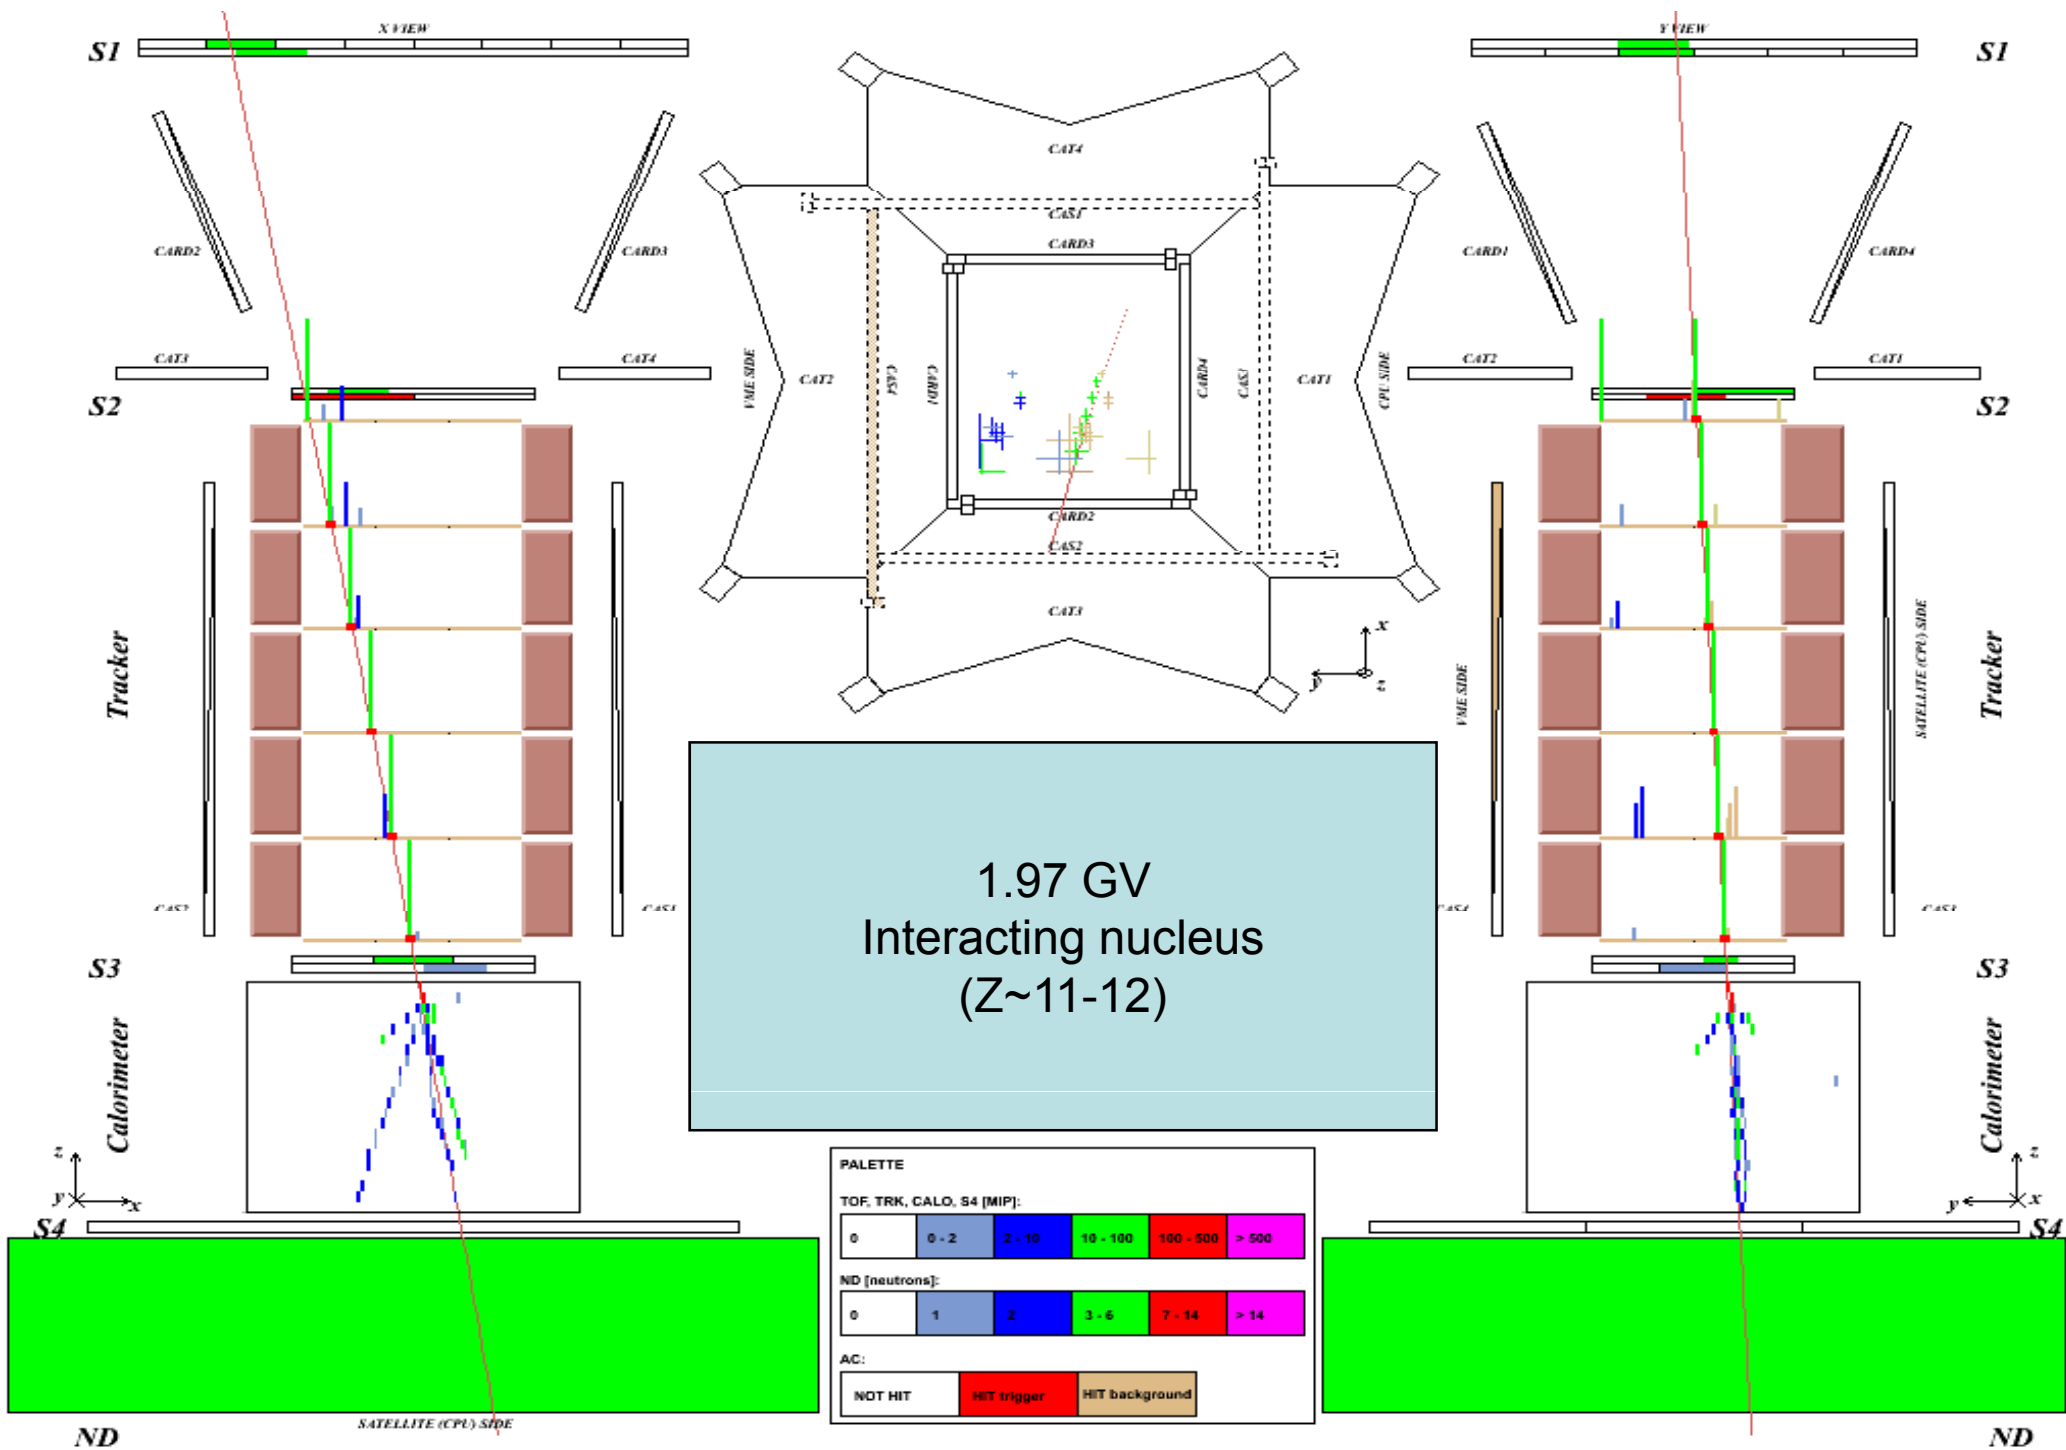 X VIEW
Y VIEW
S1
S1
CAT4
CARD2
CARD3
CAS1
CARD3
CARD1
CARD4
CAT3
CAT4
VME SIDE
CAT2
CAS4
CARD1
CARD4
CAS3
CAT1
CPU SIDE
CAT2
CAT1
S2
S2
CARD2
CAS2
CAT3
x
y
z
Tracker
VME SIDE
SATELLITE (CPU) SIDE
Tracker
CAS2
CAS1
CAS4
CAS3
1.97 GV
Interacting nucleus
(Z~11-12)
S3
S3
Calorimeter
Calorimeter
z
y
x
z
y
x
S4
S4
PALETTE
TOF, TRK, CALO, S4 [MIP]:
0
0 - 2
2 - 10
10 - 100
100 - 500
> 500
ND [neutrons]:
0
1
2
3 - 6
7 - 14
> 14
AC:
NOT HIT
HIT trigger
HIT background
SATELLITE (CPU) SIDE
ND
ND